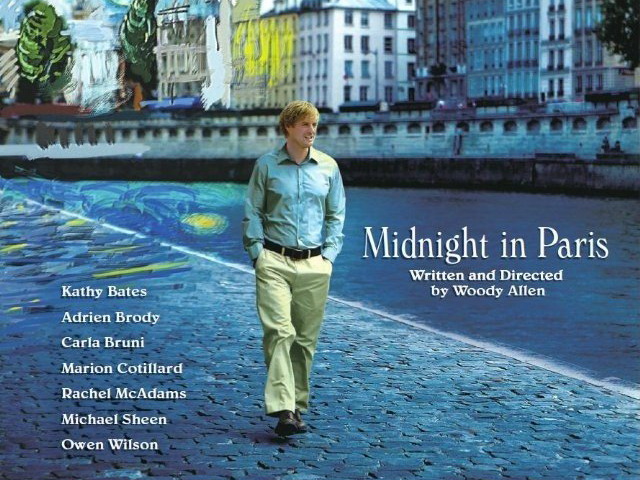 Midnight in Paris
Written and Directed
by Woody Allen
Kathy Bates
Adrien Brody
Carla Bruni
Marion Cotillard
Rachel McAdams
Michael Sheen
Owen Wilson